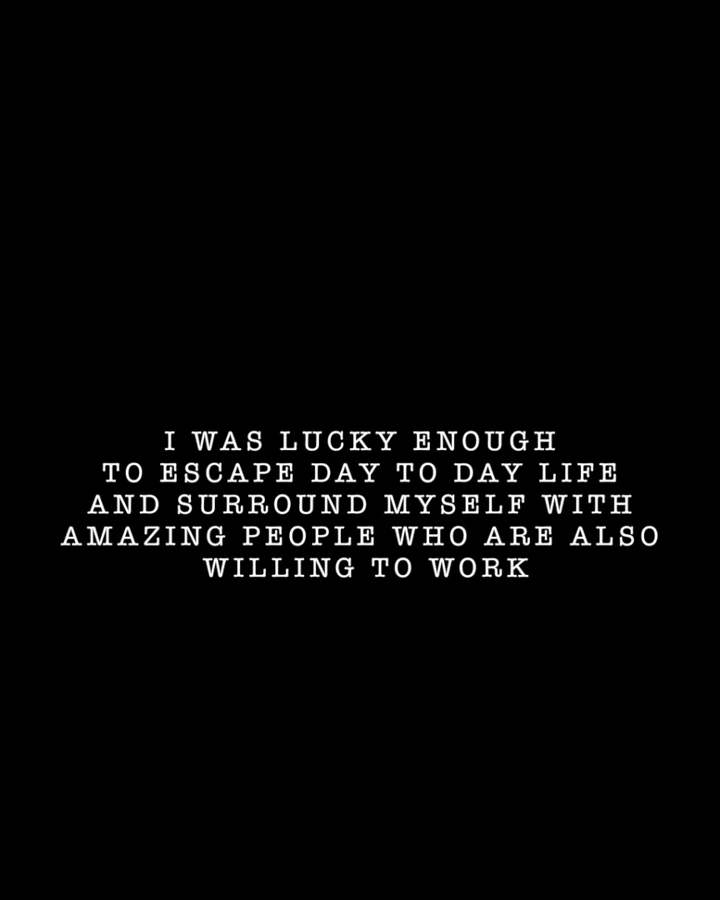 I WAS LUCKY ENOUGH
TO ESCAPE DAY TO DAY LIFE
AND SURROUND MYSELF WITH
AMAZING PEOPLE WHO ARE ALSO
WILLING TO WORK